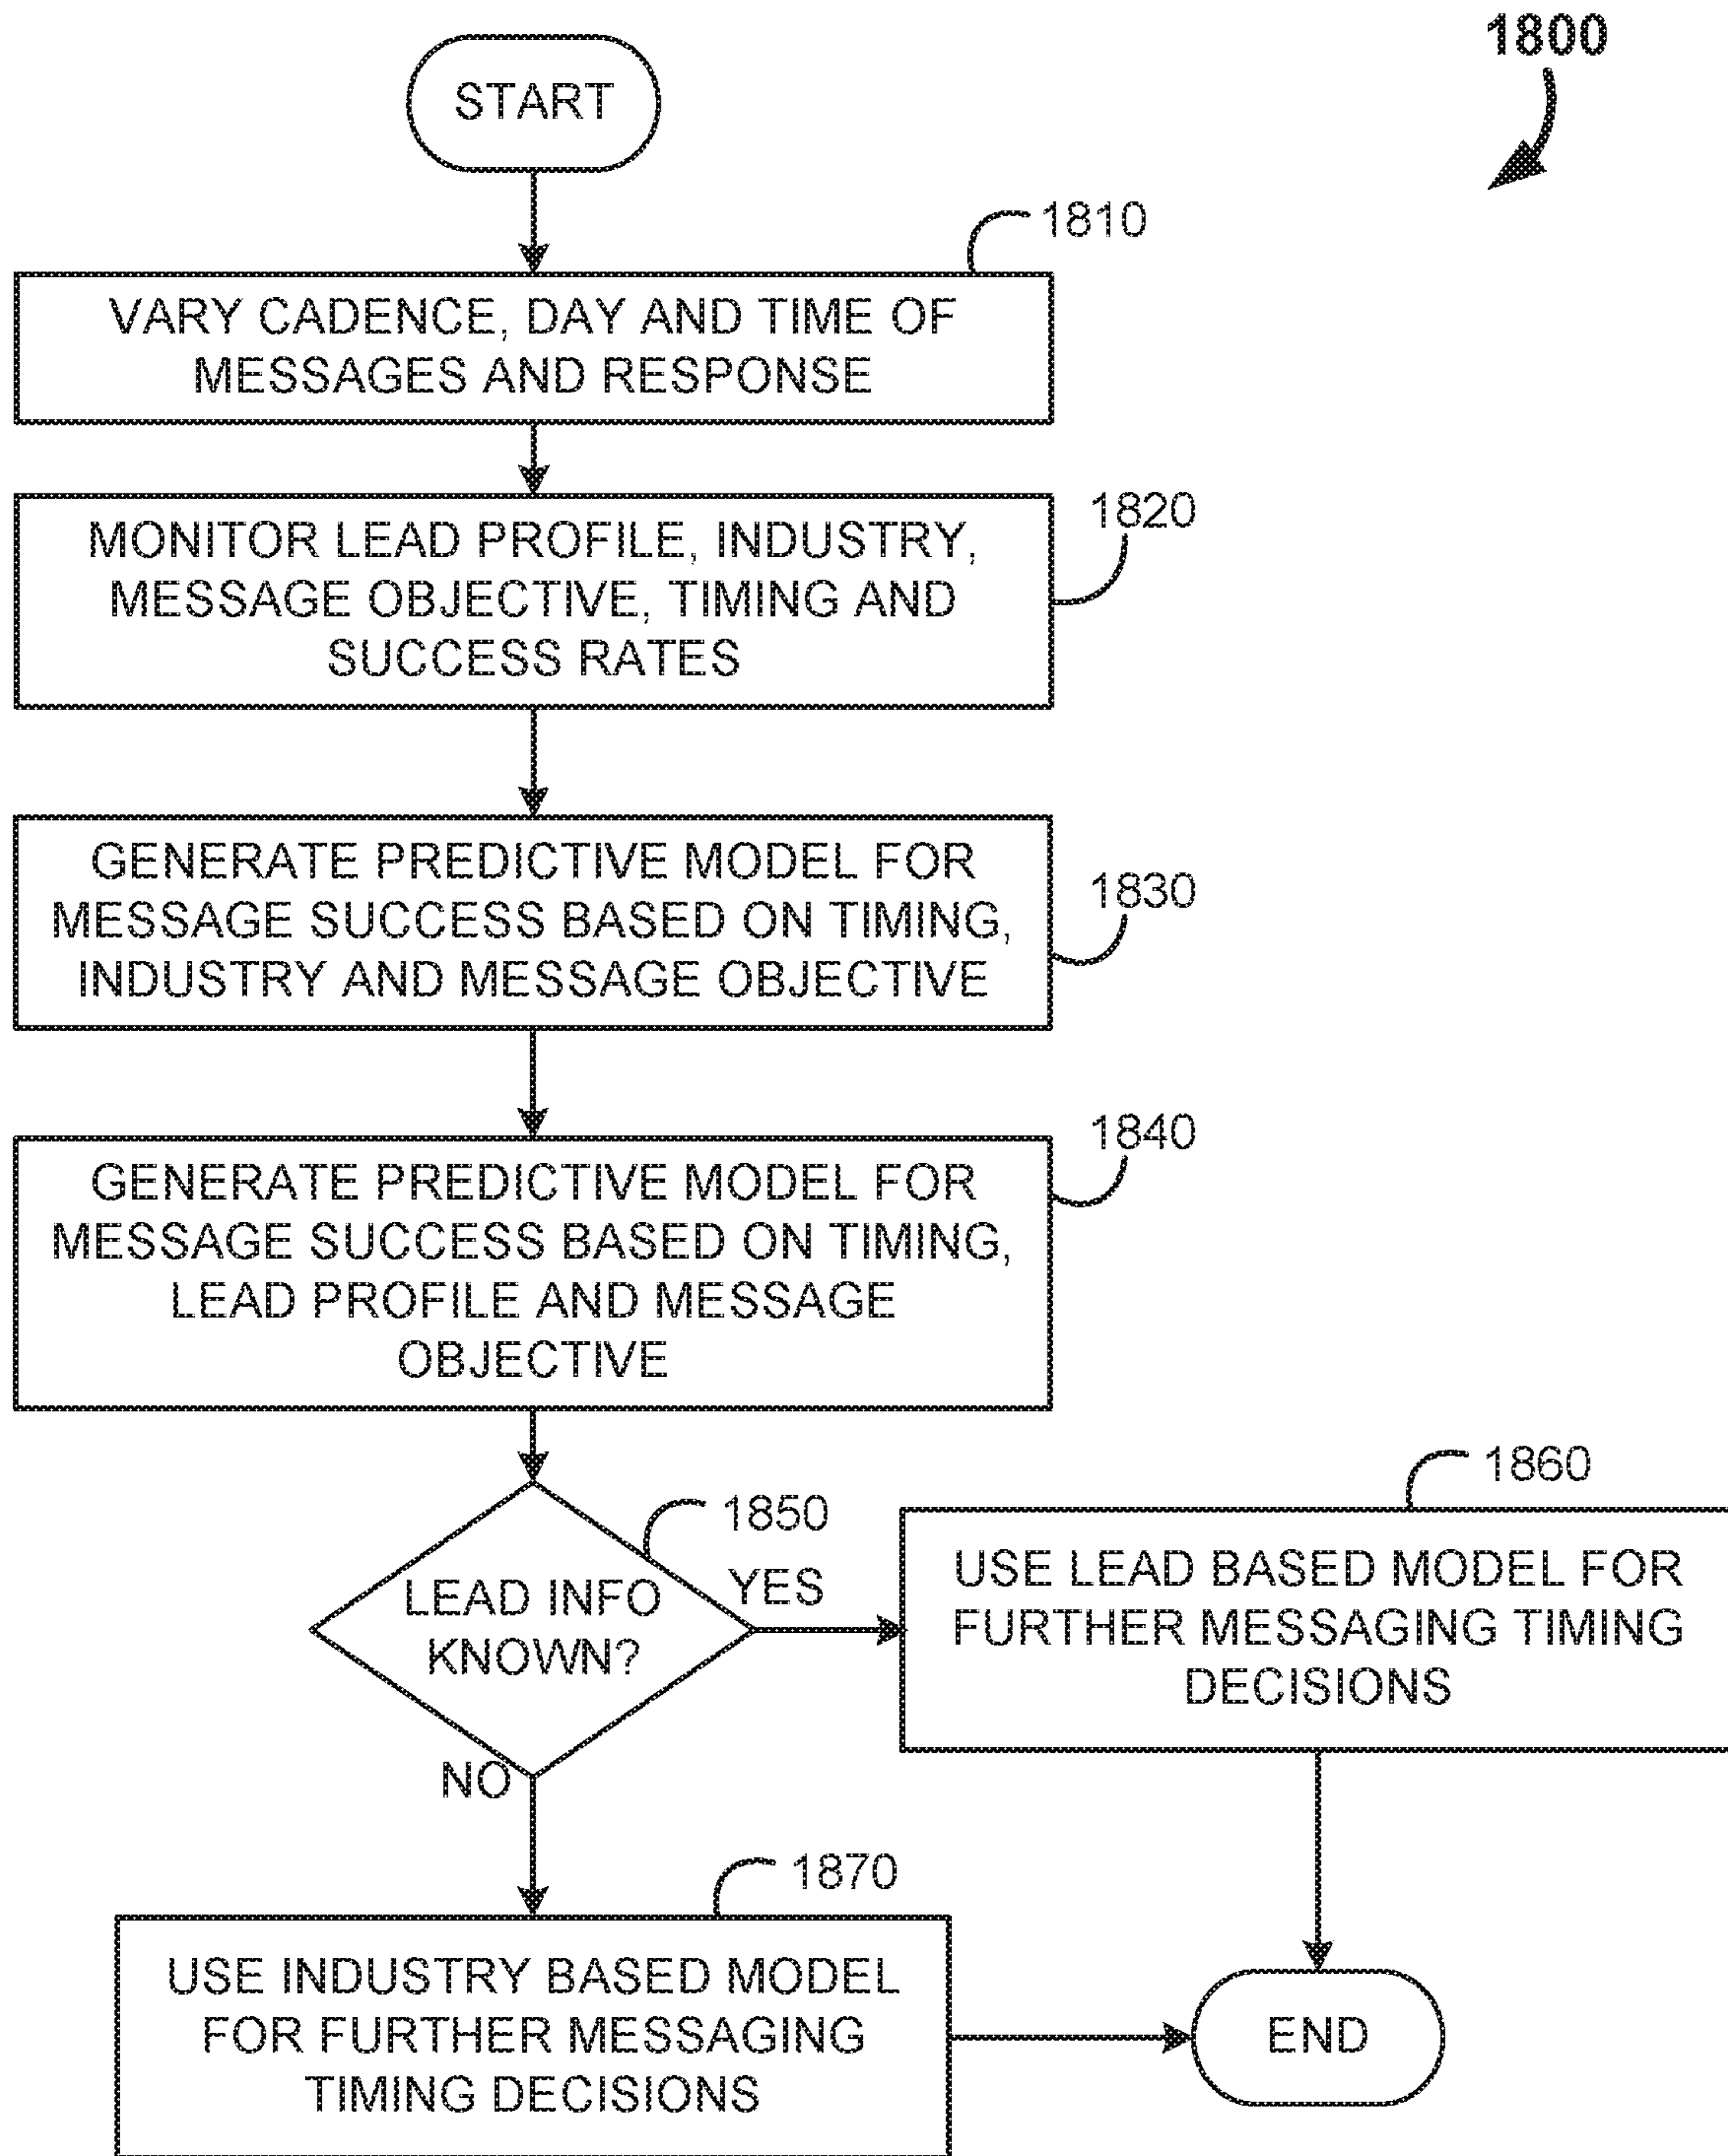 1800
START
1810
VARY CADENCE, DAY AND TIME OF
MESSAGES AND RESPONSE
1820
MONITOR LEAD PROFILE, INDUSTRY,
MESSAGE OBJECTIVE, TIMING AND
SUCCESS RATES
1830
GENERATE PREDICTIVE MODEL FOR
MESSAGE SUCCESS BASED ON TIMING,
INDUSTRY AND MESSAGE OBJECTIVE
1840
GENERATE PREDICTIVE MODEL FOR
MESSAGE SUCCESS BASED ON TIMING,
LEAD PROFILE AND MESSAGE
OBJECTIVE
1850
LEAD INFO
KNOWN?
YES
NO
1860
USE LEAD BASED MODEL FOR
FURTHER MESSAGING TIMING
DECISIONS
1870
USE INDUSTRY BASED MODEL
FOR FURTHER MESSAGING
TIMING DECISIONS
END